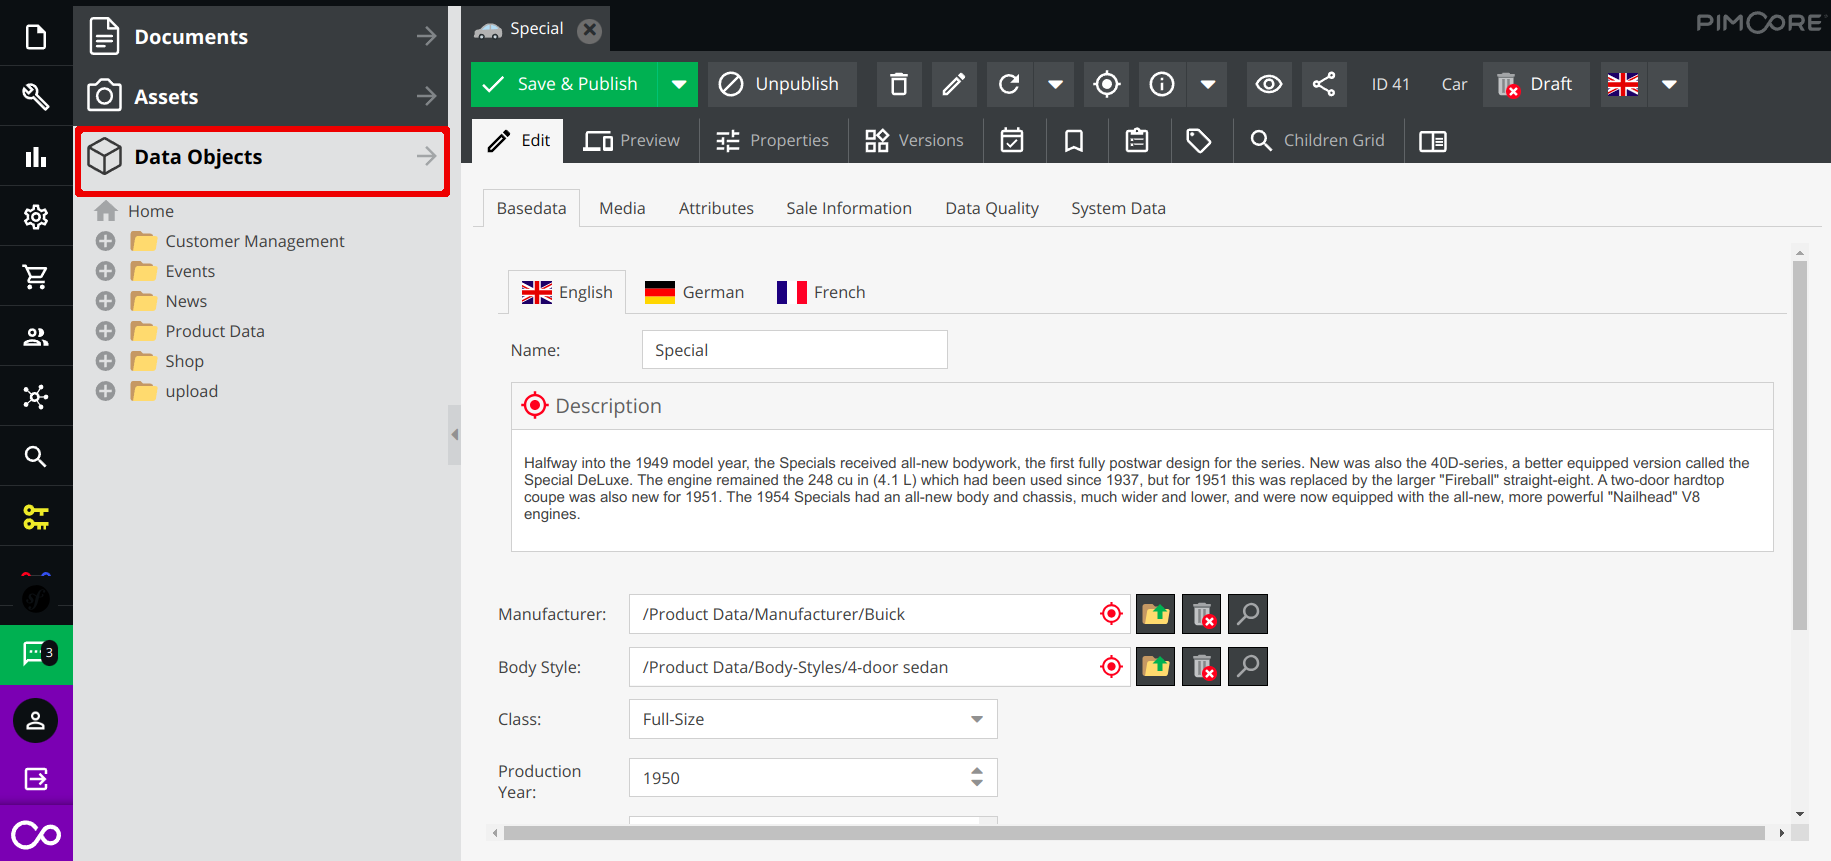 Documents
Assets
Data Objects
Home
Customer Management
Events
News
Product Data
Shop
upload
sf
3
Special
PIMCORE
Save & Publish
Unpublish
ID 41
Car
Draft
Edit
Preview
Properties
Versions
Children Grid
Basedata
Media
Attributes
Sale Information
Data Quality
System Data
English
German
French
Name:
Special
Description
Halfway into the 1949 model year, the Specials received all-new bodywork, the first fully postwar design for the series. New was also the 40D-series, a better equipped version called the
Special DeLuxe. The engine remained the 248 cu in (4.1 L) which had been used since 1937, but for 1951 this was replaced by the larger "Fireball" straight-eight. A two-door hardtop
coupe was also new for 1951. The 1954 Specials had an all-new body and chassis, much wider and lower, and were now equipped with the all-new, more powerful "Nailhead" V8
engines.
Manufacturer:
/Product Data/Manufacturer/Buick
Body Style:
/Product Data/Body-Styles/4-door sedan
Class:
Full-Size
Production
Year:
1950